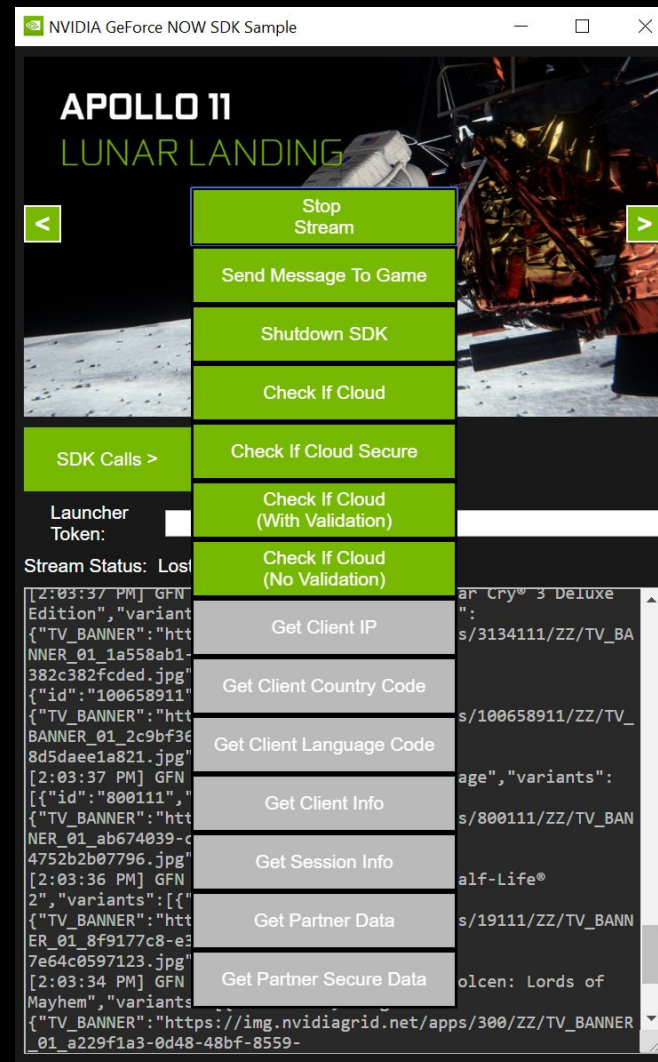 NVIDIA GeForce NOW SDK Sample
APOLLO 11
LUNAR LANDING
<
>
Stop
Stream
Send Message To Game
Shutdown SDK
Check If Cloud
SDK Calls >
Check If Cloud Secure
Check If Cloud
(With Validation)
Launcher
Token:
Check If Cloud
(No Validation)
Stream Status: Lost
Get Client IP
Get Client Country Code
Get Client Language Code
Get Client Info
Get Session Info
Get Partner Data
Get Partner Secure Data
[2:03:37 PM] GFN ar Cry® 3 Deluxe
Edition","variant ":
{"TV_BANNER":"htt s/3134111/ZZ/TV_BA
NNER_01_1a558ab1-
382c382fcded.jpg"
{"id":"100658911"
{"TV_BANNER":"htt s/100658911/ZZ/TV_
BANNER_01_2c9bf36
8d5daee1a821.jpg"
[2:03:37 PM] GFN age","variants":
[{"id":"800111","
{"TV_BANNER":"htt s/800111/ZZ/TV_BAN
NER_01_ab674039-c
4752b2b07796.jpg"
[2:03:36 PM] GFN alf-Life®
2","variants":[{"
{"TV_BANNER":"htt s/19111/ZZ/TV_BANN
ER_01_8f9177c8-e3
7e64c0597123.jpg"
[2:03:34 PM] GFN olcen: Lords of
Mayhem","variants
{"TV_BANNER":"https://img.nvidiagrid.net/apps/300/ZZ/TV_BANNER
_01_a229f1a3-0d48-48bf-8559-